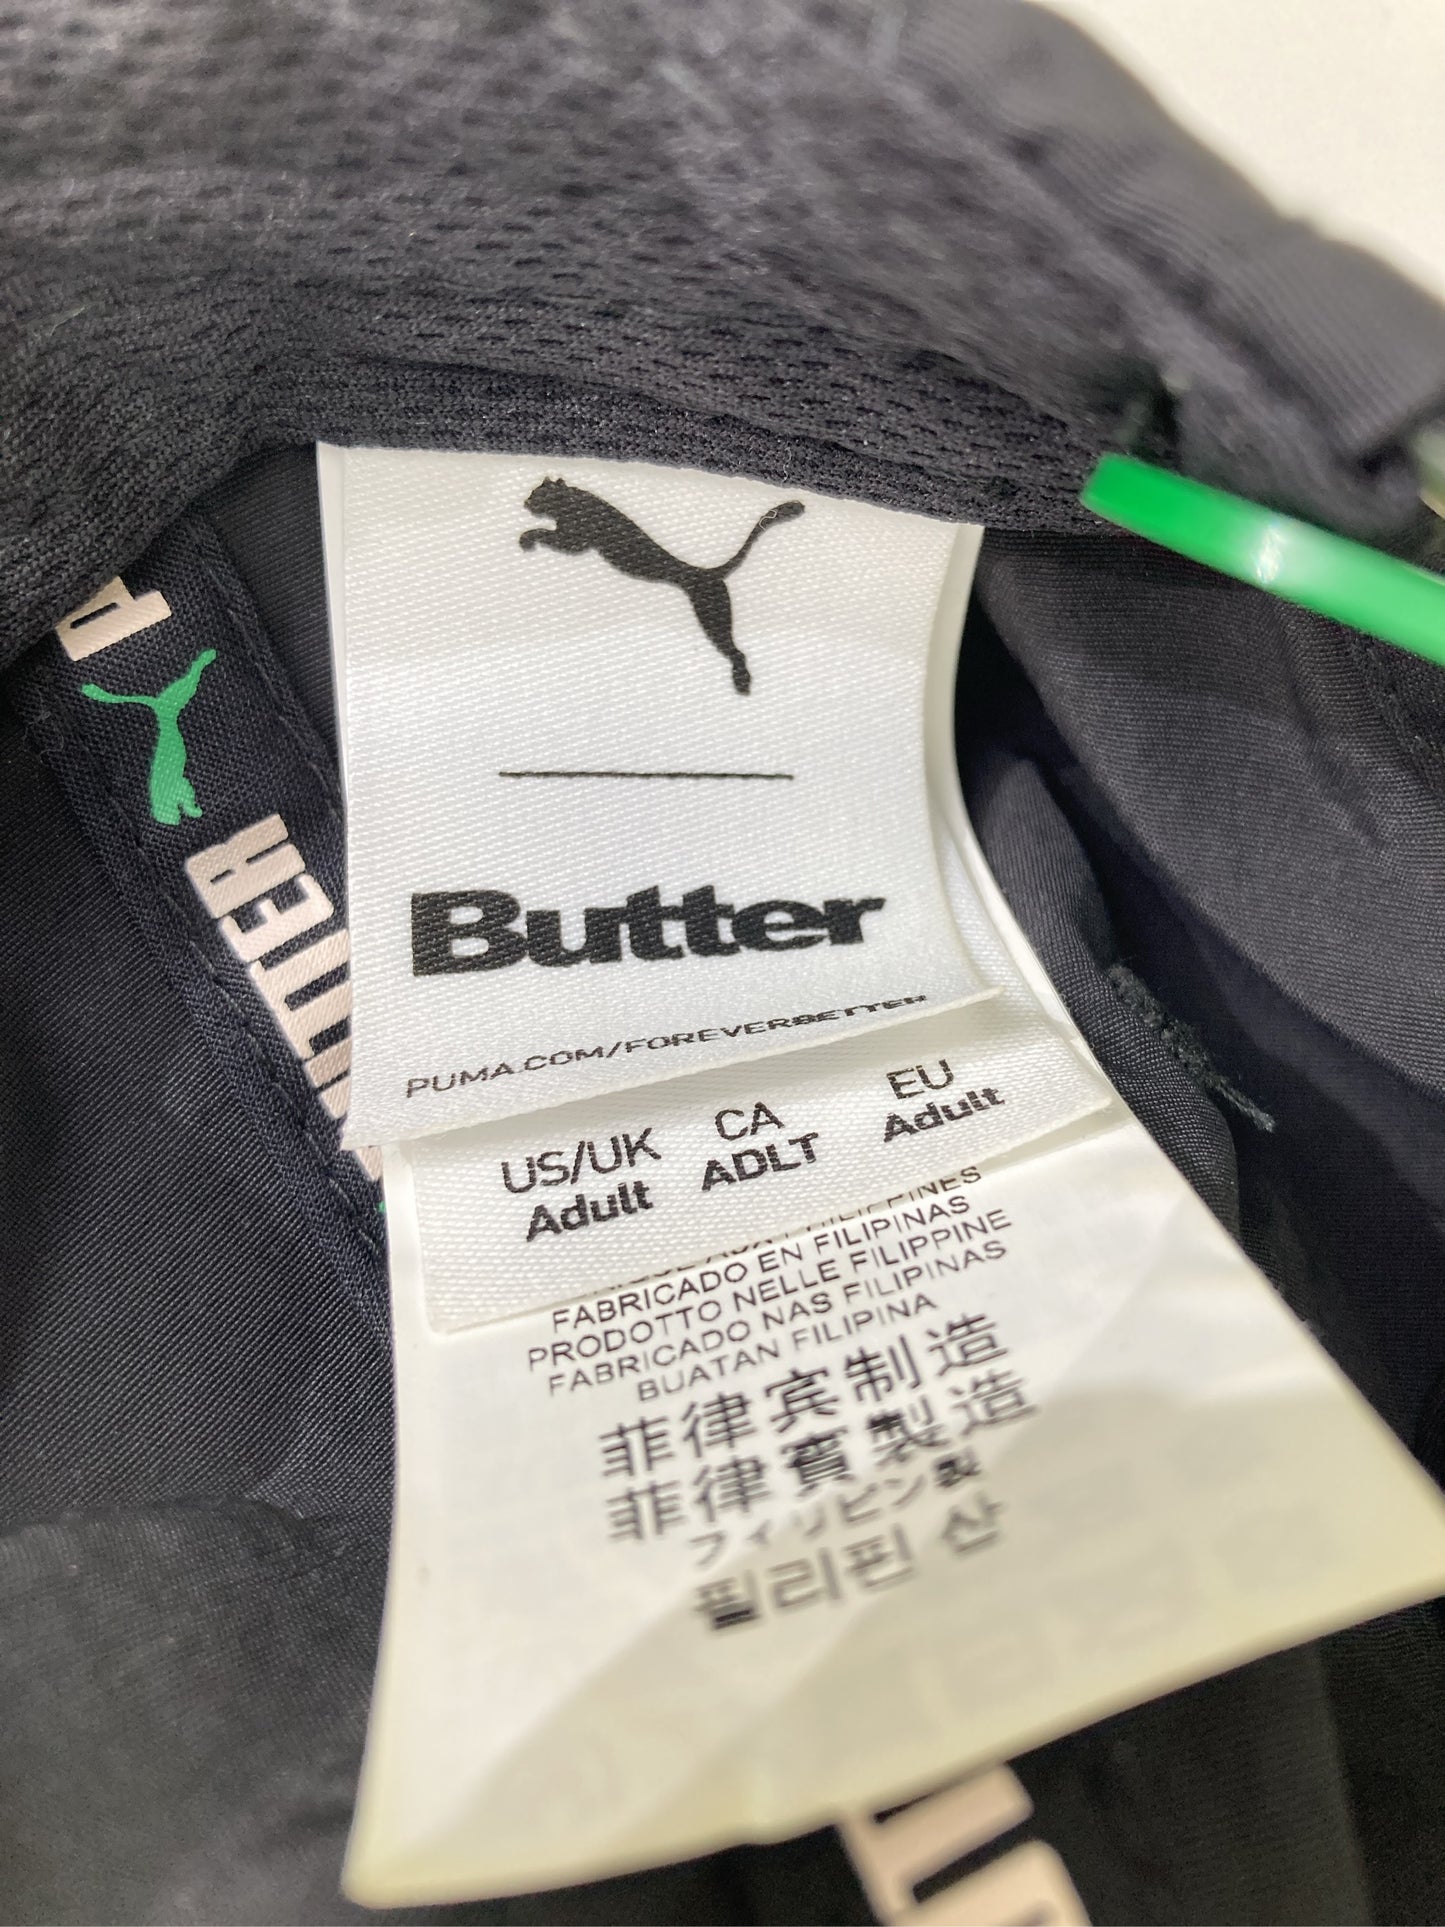 Butter
PUMA.COM/FOREVERBETTER
US/UK CA EU
Adult ADLT Adult
PHILIPPINES
FABRICADO EN FILIPINAS
PRODOTTO NELLE FILIPPINE
FABRICADO NAS FILIPINAS
BUATAN FILIPINA
菲律宾制造
菲律賓製造
フィリピン製
필리핀 산